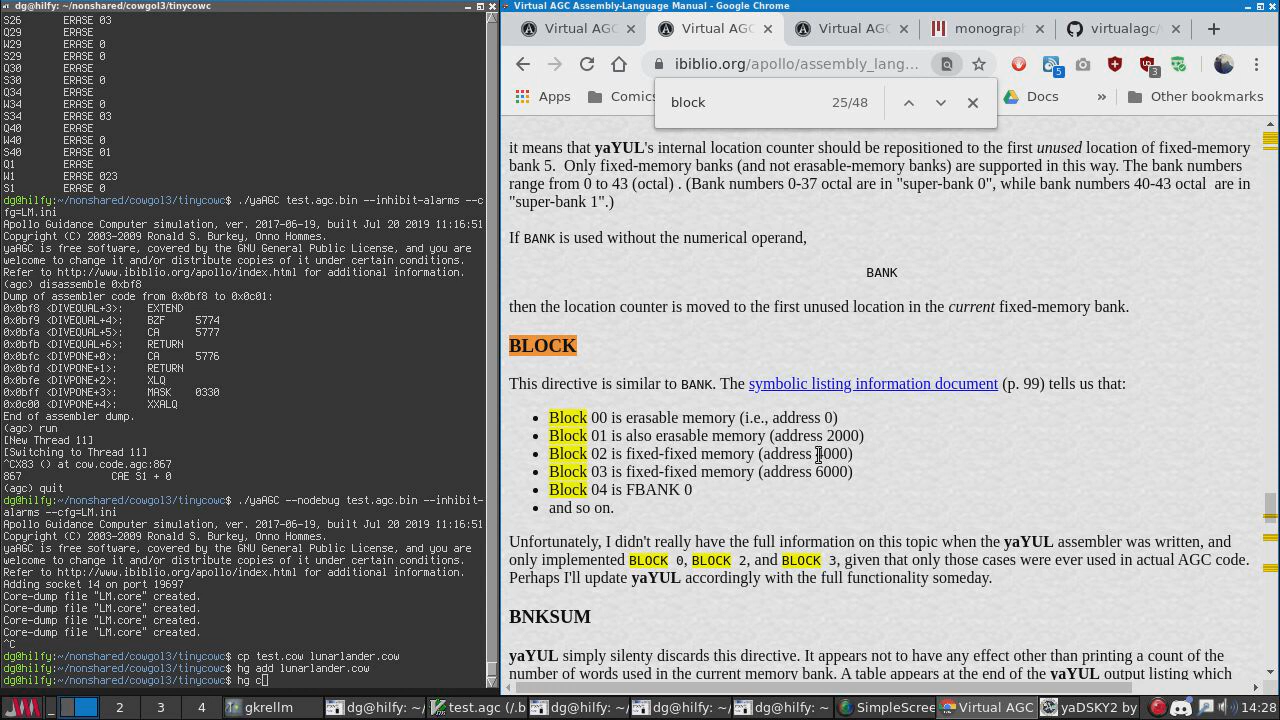 dg@hilfy: ~/nonshared/cowgol3/tinycowc
S26 ERASE 03
Q29 ERASE
W29 ERASE 0
S29 ERASE 0
Q30 ERASE
S30 ERASE 0
Q34 ERASE
W34 ERASE 0
S34 ERASE 03
Q40 ERASE
W40 ERASE 0
S40 ERASE 01
Q1 ERASE
W1 ERASE 023
S1 ERASE 0
dg@hilfy:~/nonshared/cowgol3/tinycowc$ ./yaAGC test.agc.bin --inhibit-alarms --c
fg=LM.ini
Apollo Guidance Computer simulation, ver. 2017-06-19, built Jul 20 2019 11:16:51
Copyright (C) 2003-2009 Ronald S. Burkey, Onno Hommes.
yaAGC is free software, covered by the GNU General Public License, and you are
welcome to change it and/or distribute copies of it under certain conditions.
Refer to http://www.ibiblio.org/apollo/index.html for additional information.
(agc) disassemble 0xbf8
Dump of assembler code from 0x0bf8 to 0x0c01:
0x0bf8 <DIVEQUAL+3>: EXTEND
0x0bf9 <DIVEQUAL+4>: BZF 5774
0x0bfa <DIVEQUAL+5>: CA 5777
0x0bfb <DIVEQUAL+6>: RETURN
0x0bfc <DIVPONE+0>: CA 5776
0x0bfd <DIVPONE+1>: RETURN
0x0bfe <DIVPONE+2>: XLQ
0x0bff <DIVPONE+3>: MASK 0330
0x0c00 <DIVPONE+4>: XXALQ
End of assembler dump.
(agc) run
[New Thread 11]
[Switching to Thread 11]
^CX83 () at cow.code.agc:867
867 CAE S1 + 0
(agc) quit
dg@hilfy:~/nonshared/cowgol3/tinycowc$ ./yaAGC --nodebug test.agc.bin --inhibit-
alarms --cfg=LM.ini
Apollo Guidance Computer simulation, ver. 2017-06-19, built Jul 20 2019 11:16:51
Copyright (C) 2003-2009 Ronald S. Burkey, Onno Hommes.
yaAGC is free software, covered by the GNU General Public License, and you are
welcome to change it and/or distribute copies of it under certain conditions.
Refer to http://www.ibiblio.org/apollo/index.html for additional information.
Adding socket 14 on port 19697
Core-dump file "LM.core" created.
Core-dump file "LM.core" created.
Core-dump file "LM.core" created.
Core-dump file "LM.core" created.
^C
dg@hilfy:~/nonshared/cowgol3/tinycowc$ cp test.cow lunarlander.cow
dg@hilfy:~/nonshared/cowgol3/tinycowc$ hg add lunarlander.cow
dg@hilfy:~/nonshared/cowgol3/tinycowc$ hg c
Virtual AGC Assembly-Language Manual - Google Chrome
Virtual AGC Virtual AGC Virtual AGC monograph virtualagc/
ibiblio.org/apollo/assembly_lang...
5 3
Apps Comics Docs » Other bookmarks
block 25/48
it means that yaYUL's internal location counter should be repositioned to the first unused location of fixed-memory
bank 5. Only fixed-memory banks (and not erasable-memory banks) are supported in this way. The bank numbers
range from 0 to 43 (octal) . (Bank numbers 0-37 octal are in "super-bank 0", while bank numbers 40-43 octal are in
"super-bank 1".)
If BANK is used without the numerical operand,
BANK
then the location counter is moved to the first unused location in the current fixed-memory bank.
BLOCK
This directive is similar to BANK. The symbolic listing information document (p. 99) tells us that:
• Block 00 is erasable memory (i.e., address 0)
• Block 01 is also erasable memory (address 2000)
• Block 02 is fixed-fixed memory (address 4000)
• Block 03 is fixed-fixed memory (address 6000)
• Block 04 is FBANK 0
• and so on.
Unfortunately, I didn't really have the full information on this topic when the yaYUL assembler was written, and
only implemented BLOCK 0, BLOCK 2, and BLOCK 3, given that only those cases were ever used in actual AGC code.
Perhaps I'll update yaYUL accordingly with the full functionality someday.
BNKSUM
yaYUL simply silenty discards this directive. It appears not to have any effect other than printing a count of the
number of words used in the current memory bank. A table appears at the end of the yaYUL output listing which
2 3 4 gkrellm dg@hilfy: ~/ test.agc (/.b dg@hilfy: ~/ dg@hilfy: ~/ dg@hilfy: ~/ SimpleScree Virtual AGC yaDSKY2 by 14:28